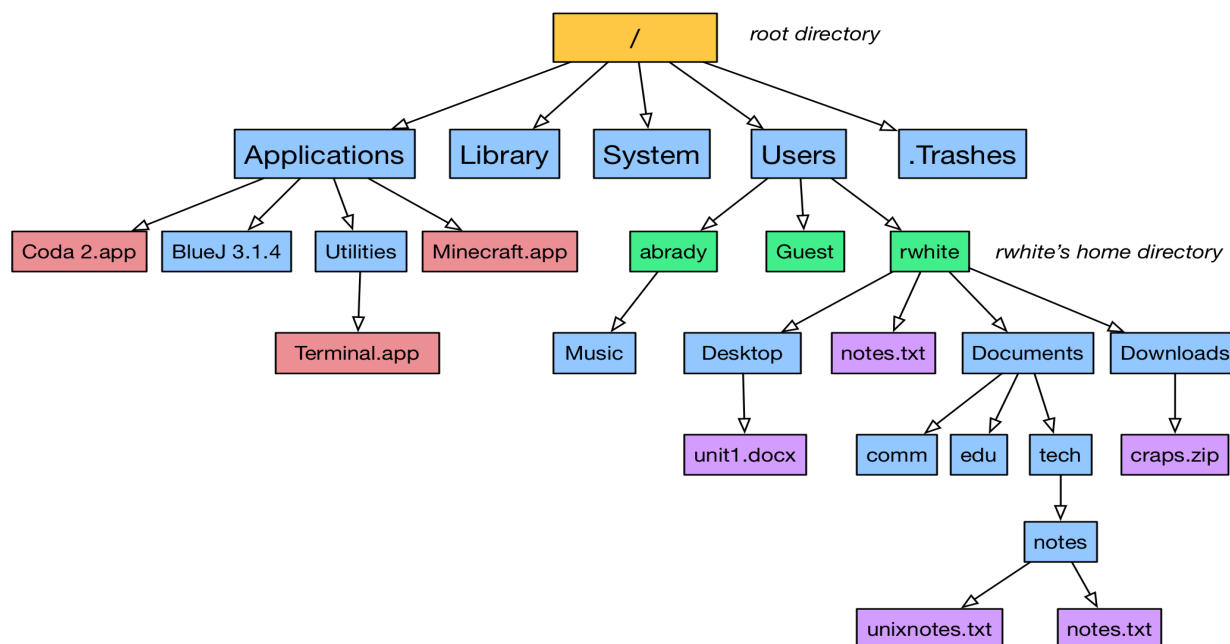 /
root directory
Applications
Library
System
Users
.Trashes
Coda 2.app
BlueJ 3.1.4
Utilities
Minecraft.app
abrady
Guest
rwhite
rwhite's home directory
Terminal.app
Music
Desktop
notes.txt
Documents
Downloads
unit1.docx
comm
edu
tech
craps.zip
notes
unixnotes.txt
notes.txt